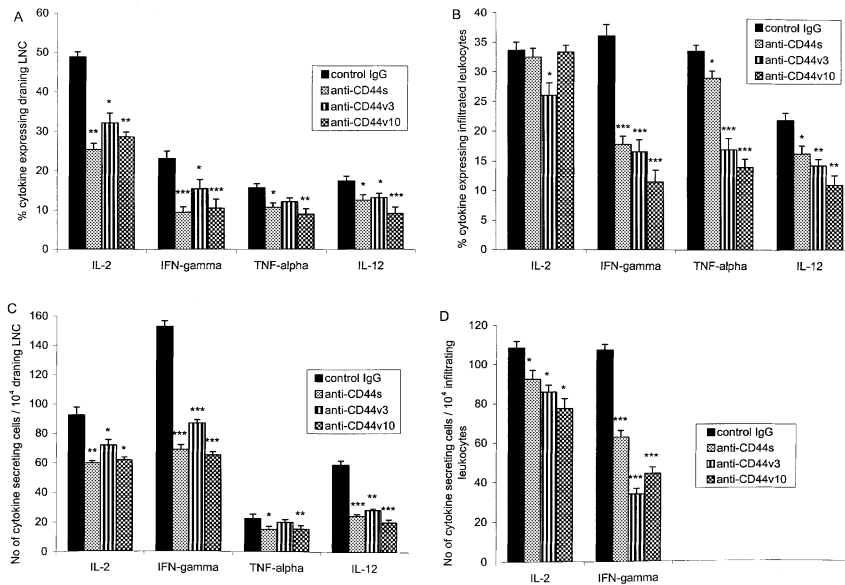 A
% cytokine expressing draning LNC
60
50
40
30
20
10
0
control IgG
anti-CD44s
anti-CD44v3
anti-CD44v10
** * ** *** * *** * ** * * ***
IL-2 IFN-gamma TNF-alpha IL-12
B
% cytokine expressing infiltrated leukocytes
40
35
30
25
20
15
10
5
0
control IgG
anti-CD44s
anti-CD44v3
anti-CD44v10
* *** *** *** * *** *** * ** **
IL-2 IFN-gamma TNF-alpha IL-12
C
No of cytokine secreting cells / 10⁴ draning LNC
160
140
120
100
80
60
40
20
0
control IgG
anti-CD44s
anti-CD44v3
anti-CD44v10
** * * *** *** *** * ** *** ** ***
IL-2 IFN-gamma TNF-alpha IL-12
D
No of cytokine secreting cells / 10⁴ infiltrating
leukocytes
120
100
80
60
40
20
0
control IgG
anti-CD44s
anti-CD44v3
anti-CD44v10
* * * *** *** ***
IL-2 IFN-gamma